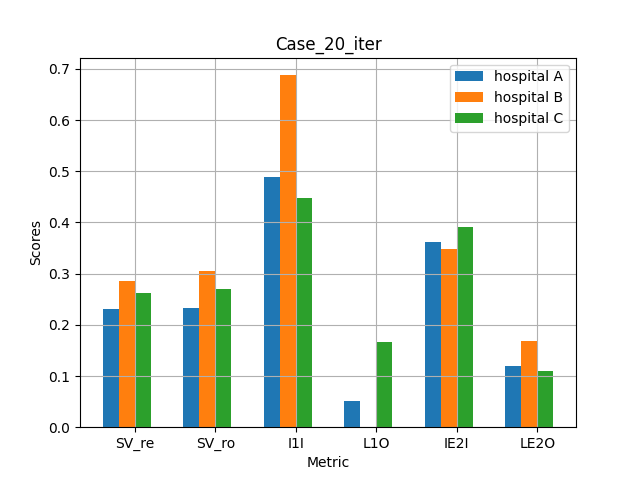 Case_20_iter
hospital A
hospital B
hospital C
Scores
0.7
0.6
0.5
0.4
0.3
0.2
0.1
0.0
SV_re SV_ro I1I L1O IE2I LE2O
Metric